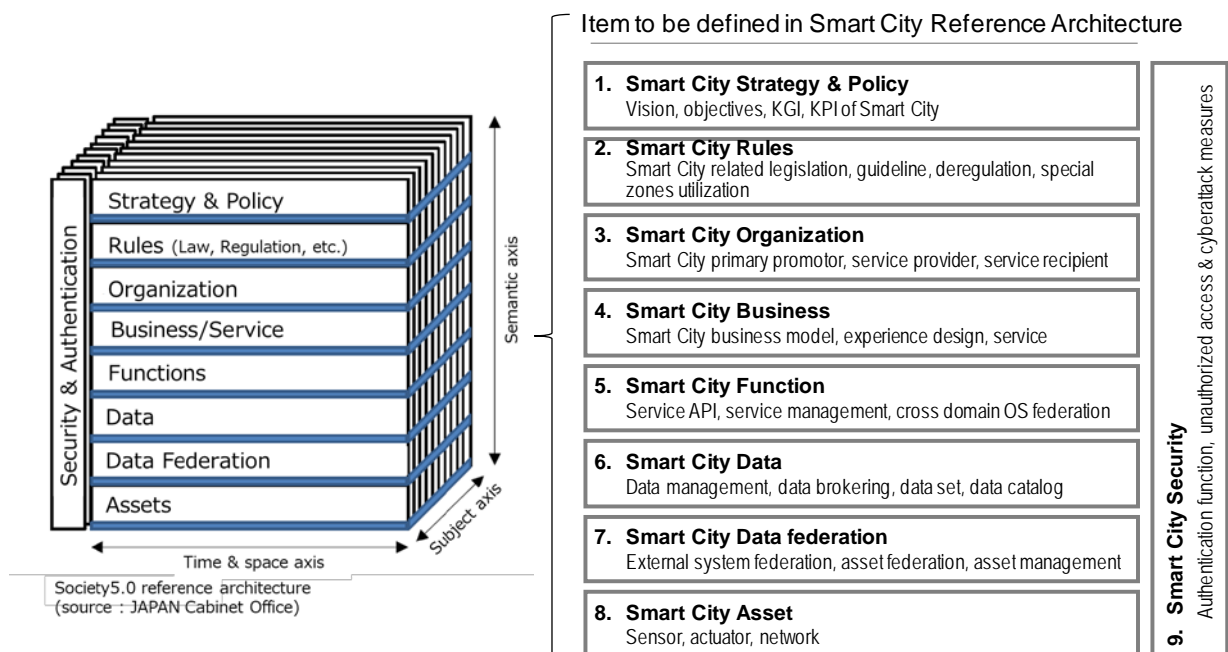 Item to be defined in Smart City Reference Architecture
Strategy & Policy
Rules (Law, Regulation, etc.)
Organization
Business/Service
Functions
Data
Data Federation
Assets
Security & Authentication
Semantic axis
Subject axis
Time & space axis
Society5.0 reference architecture
(source : JAPAN Cabinet Office)
1. Smart City Strategy & Policy
Vision, objectives, KGI, KPI of Smart City
2. Smart City Rules
Smart City related legislation, guideline, deregulation, special
zones utilization
3. Smart City Organization
Smart City primary promotor, service provider, service recipient
4. Smart City Business
Smart City business model, experience design, service
5. Smart City Function
Service API, service management, cross domain OS federation
6. Smart City Data
Data management, data brokering, data set, data catalog
7. Smart City Data federation
External system federation, asset federation, asset management
8. Smart City Asset
Sensor, actuator, network
9. Smart City Security
Authentication function, unauthorized access & cyberattack measures